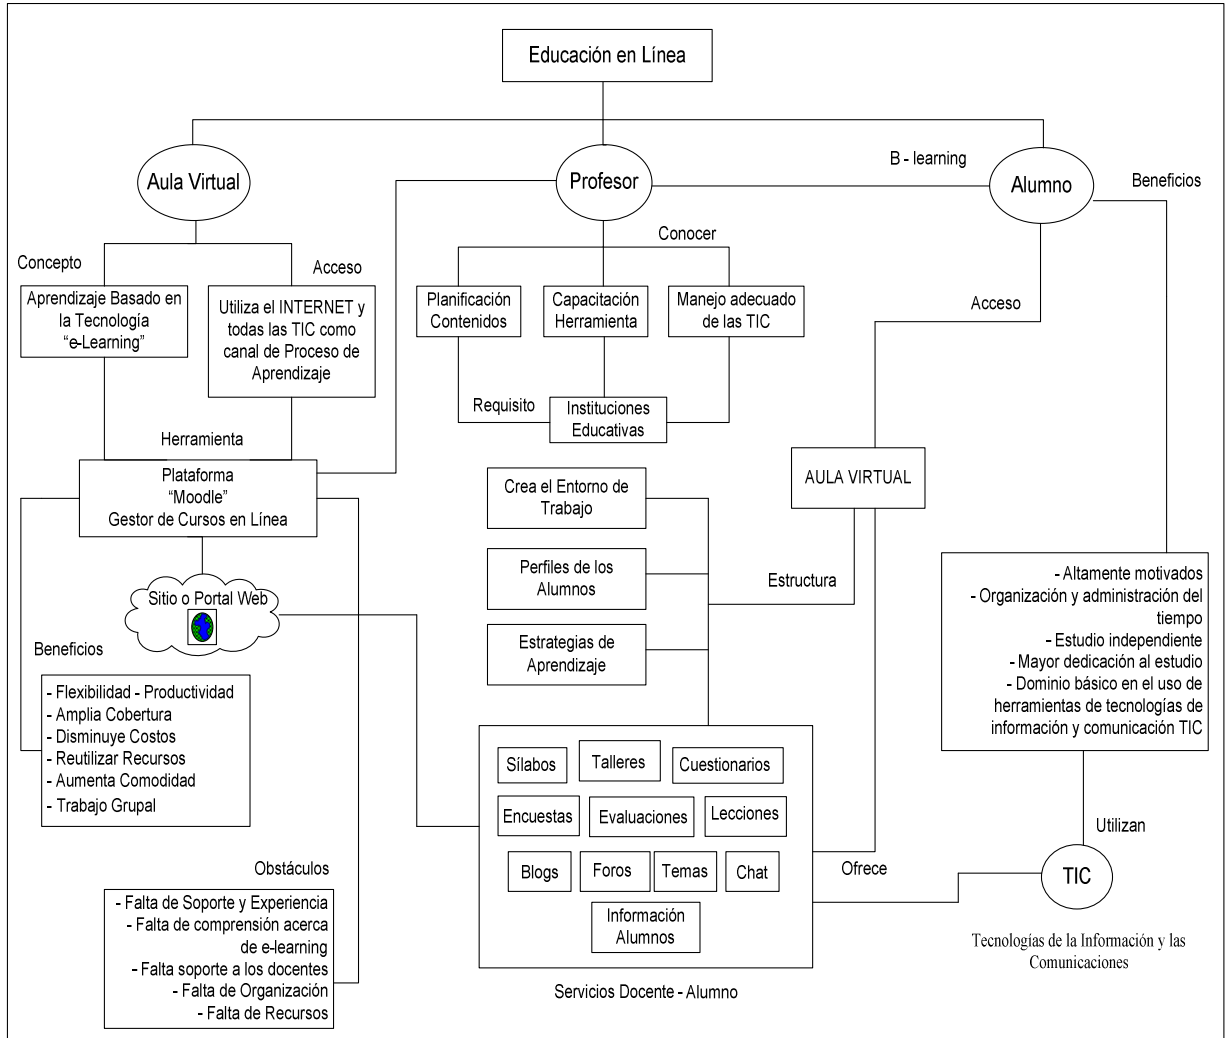 Educación en Línea
Aula Virtual
Profesor
B - learning
Alumno
Beneficios
Concepto
Aprendizaje Basado en
la Tecnología
“e-Learning”
Acceso
Utiliza el INTERNET y
todas las TIC como
canal de Proceso de
Aprendizaje
Conocer
Planificación
Contenidos
Capacitación
Herramienta
Manejo adecuado
de las TIC
Acceso
Requisito
Instituciones
Educativas
Herramienta
Plataforma
“Moodle”
Gestor de Cursos en Línea
Crea el Entorno de
Trabajo
Perfiles de los
Alumnos
Estrategias de
Aprendizaje
AULA VIRTUAL
Estructura
- Altamente motivados
- Organización y administración del
tiempo
- Estudio independiente
- Mayor dedicación al estudio
- Dominio básico en el uso de
herramientas de tecnologías de
información y comunicación TIC
Sitio o Portal Web
Beneficios
- Flexibilidad - Productividad
- Amplia Cobertura
- Disminuye Costos
- Reutilizar Recursos
- Aumenta Comodidad
- Trabajo Grupal
Sílabos
Talleres
Cuestionarios
Encuestas
Evaluaciones
Lecciones
Blogs
Foros
Temas
Chat
Información
Alumnos
Servicios Docente - Alumno
Ofrece
Utilizan
TIC
Tecnologías de la Información y las
Comunicaciones
Obstáculos
- Falta de Soporte y Experiencia
- Falta de comprensión acerca
de e-learning
- Falta soporte a los docentes
- Falta de Organización
- Falta de Recursos